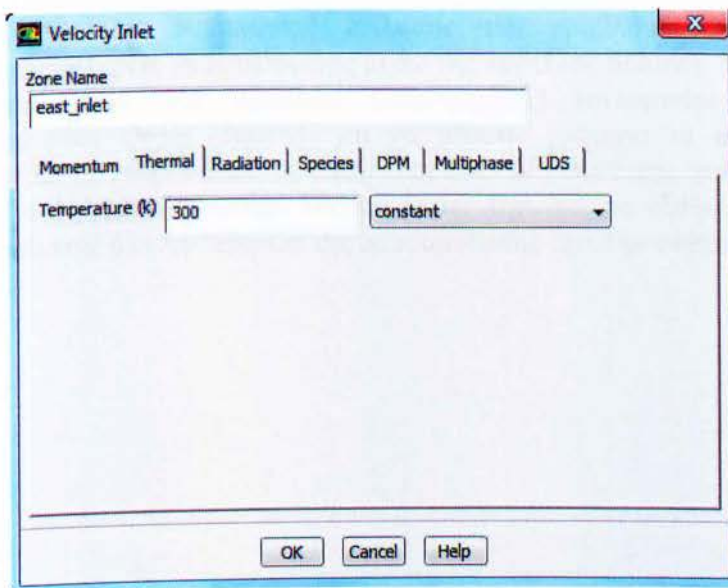 Velocity Inlet
X
Zone Name
east_inlet
Momentum Thermal Radiation Species DPM Multiphase UDS
Temperature (k) 300 constant
OK Cancel Help